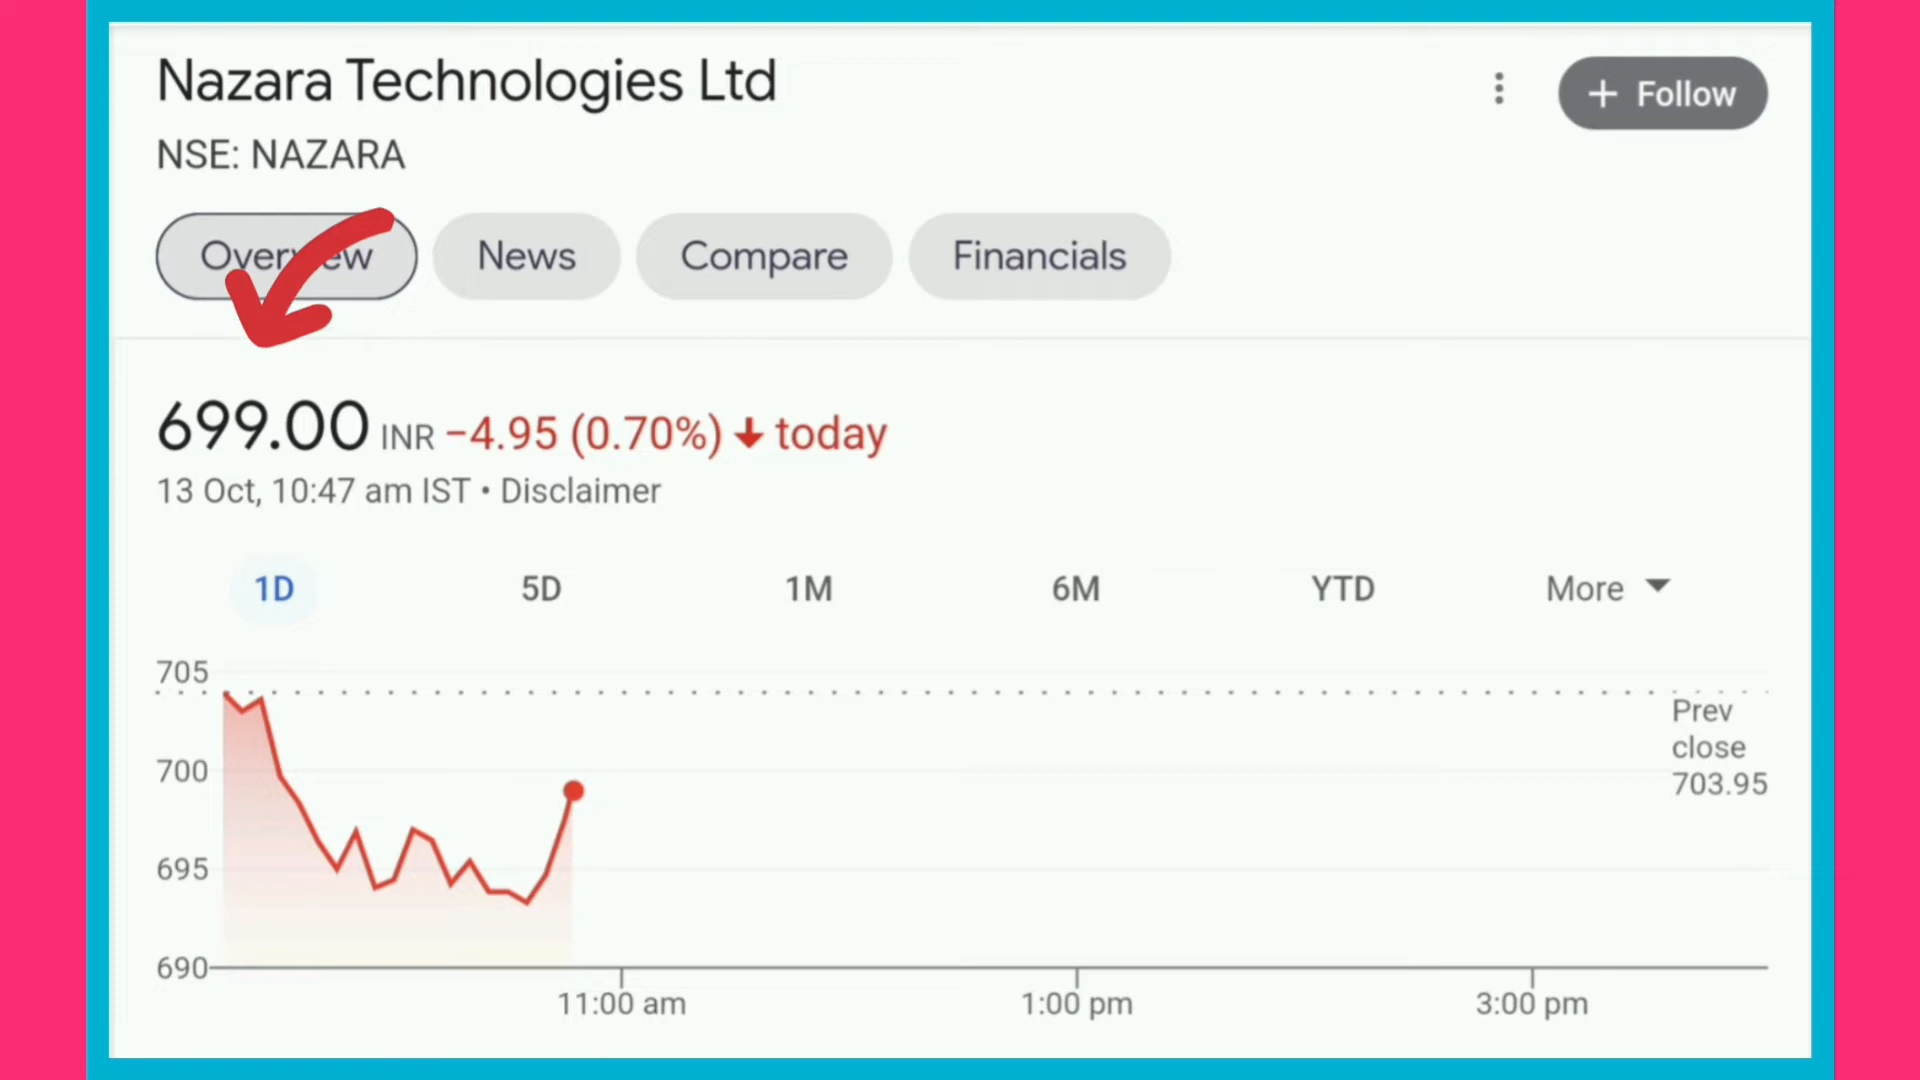 Nazara Technologies Ltd
+ Follow
NSE: NAZARA
Overview
News
Compare
Financials
699.00 INR −4.95 (0.70%) ↓ today
13 Oct, 10:47 am IST • Disclaimer
1D
5D
1M
6M
YTD
More
705
700
695
690
Prev
close
703.95
11:00 am
1:00 pm
3:00 pm